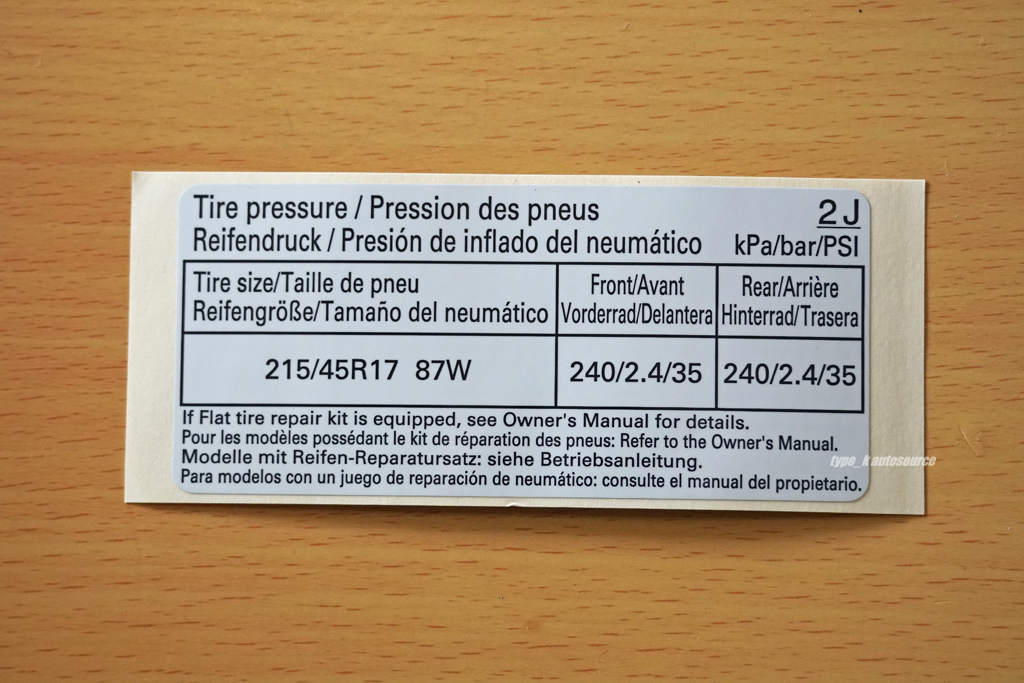 Tire pressure / Pression des pneus 2J
Reifendruck / Presión de inflado del neumático kPa/bar/PSI
Tire size/Taille de pneu Front/Avant Rear/Arrière
Reifengröße/Tamaño del neumático Vorderrad/Delantera Hinterrad/Trasera
215/45R17 87W 240/2.4/35 240/2.4/35
If Flat tire repair kit is equipped, see Owner's Manual for details.
Pour les modèles possédant le kit de réparation des pneus: Refer to the Owner's Manual.
Modelle mit Reifen-Reparatursatz: siehe Betriebsanleitung.
Para modelos con un juego de reparación de neumático: consulte el manual del propietario.
type_k autosource